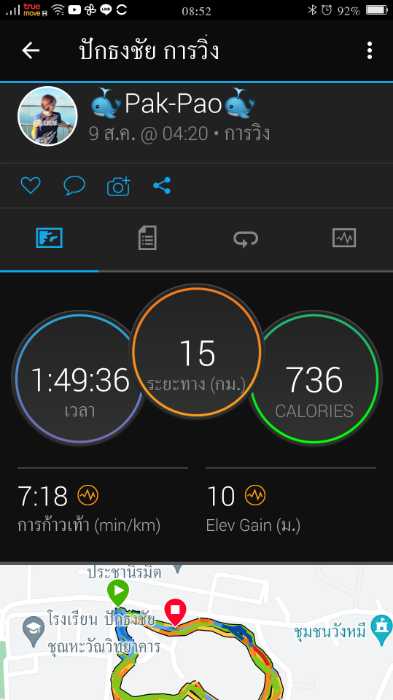 true
move H
08:52
92%
ปักธงชัย การวิ่ง
🐳Pak-Pao🐳
9 ส.ค. @ 04:20 • การวิ่ง
1:49:36
เวลา
15
ระยะทาง (กม.)
736
CALORIES
7:18
การก้าวเท้า (min/km)
10
Elev Gain (ม.)
ประชานิรมิต
โรงเรียน ปักธงชัย
ชุณหะวัณวิทยาคาร
ชุมชนวังหมี